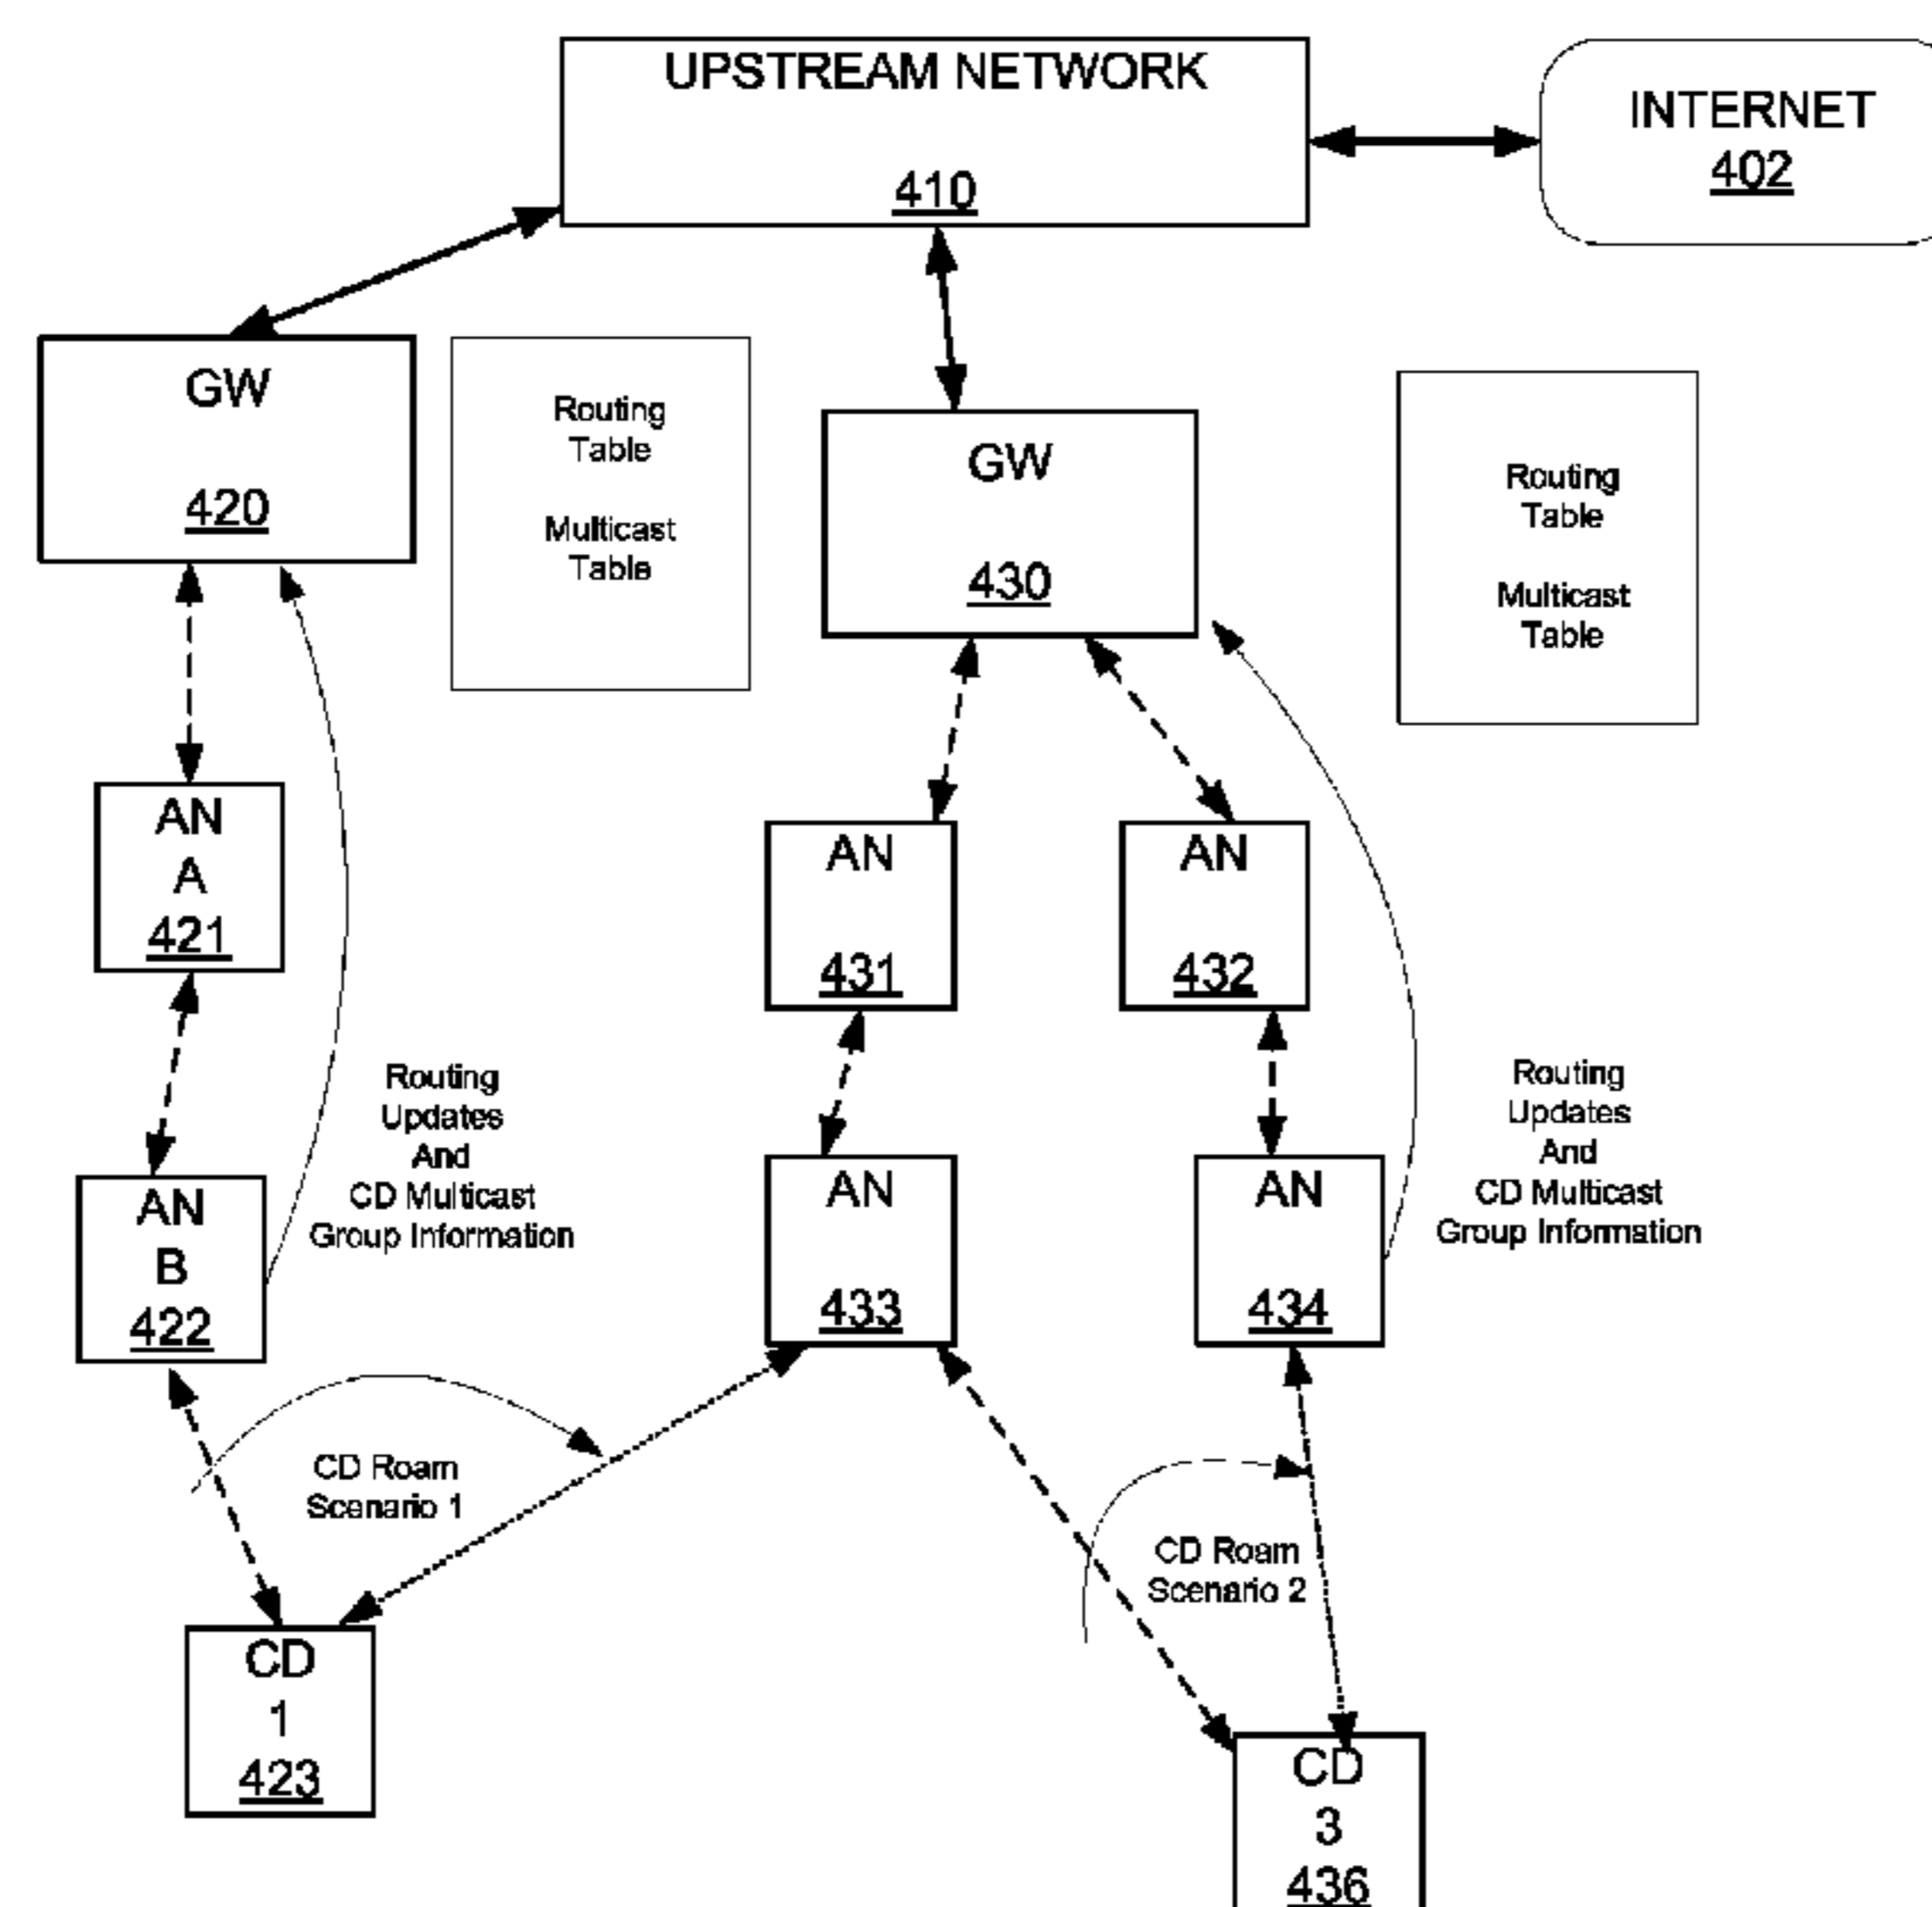 UPSTREAM NETWORK
410
INTERNET
402
GW
420
Routing
Table
Multicast
Table
GW
430
Routing
Table
Multicast
Table
AN
A
421
AN
431
AN
432
Routing
Updates
And
CD Multicast
Group Information
Routing
Updates
And
CD Multicast
Group Information
AN
B
422
AN
433
AN
434
CD Roam
Scenario 1
CD Roam
Scenario 2
CD
1
423
CD
3
436